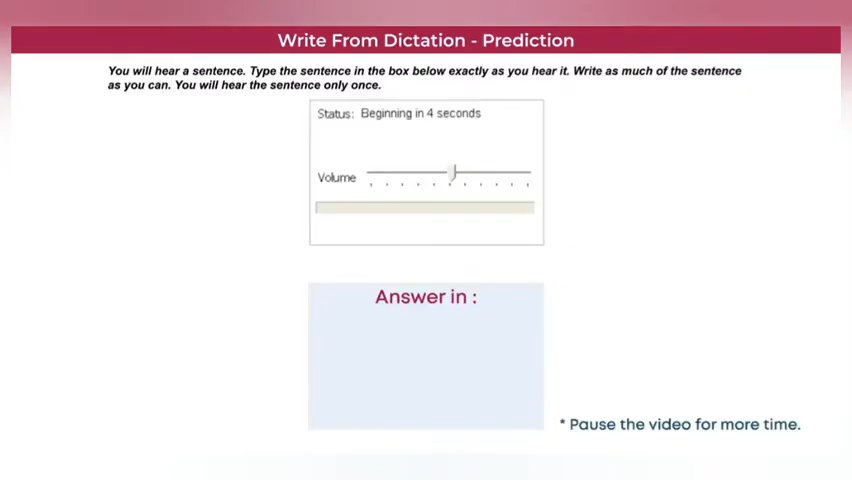 Write From Dictation - Prediction
You will hear a sentence. Type the sentence in the box below exactly as you hear it. Write as much of the sentence
as you can. You will hear the sentence only once.
Status: Beginning in 4 seconds
Volume
Answer in :
* Pause the video for more time.